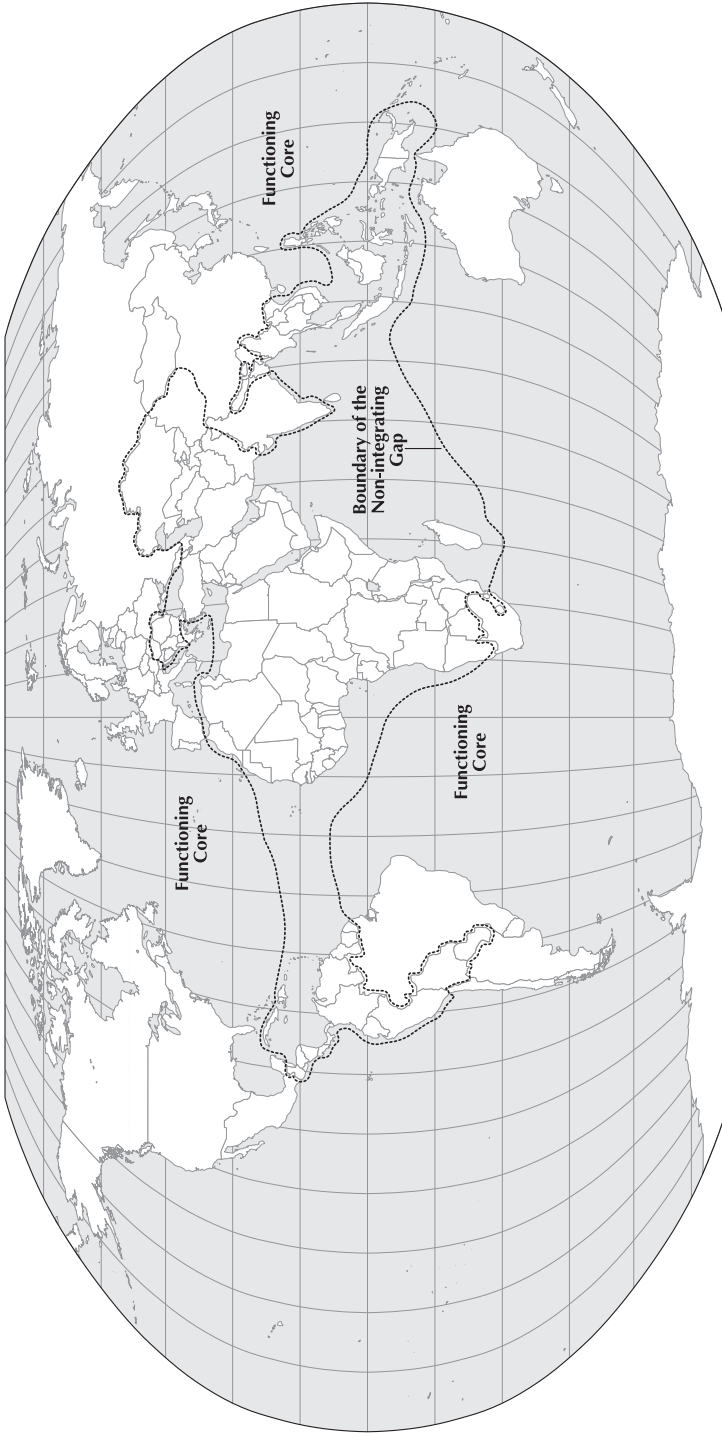 Functioning
Core
Functioning
Core
Functioning
Core
Boundary of the
Non-integrating
Gap